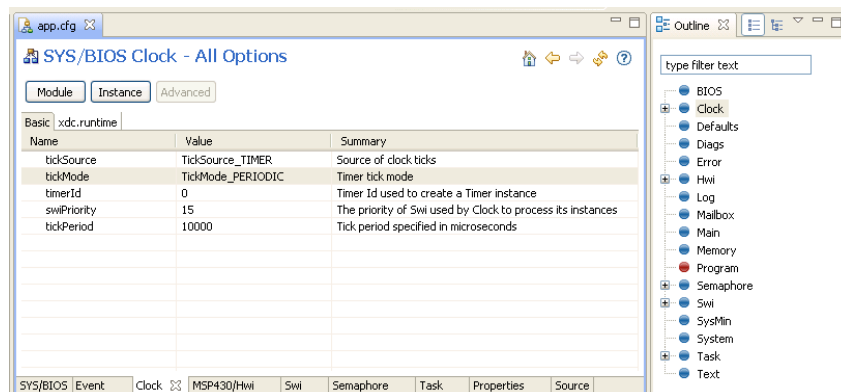 app.cfg
SYS/BIOS Clock - All Options
Module Instance Advanced
Basic xdc.runtime
Name Value Summary
tickSource TickSource_TIMER Source of clock ticks
tickMode TickMode_PERIODIC Timer tick mode
timerId 0 Timer Id used to create a Timer instance
swiPriority 15 The priority of Swi used by Clock to process its instances
tickPeriod 10000 Tick period specified in microseconds
SYS/BIOS Event Clock MSP430/Hwi Swi Semaphore Task Properties Source
Outline
type filter text
BIOS
Clock
Defaults
Diags
Error
Hwi
Log
Mailbox
Main
Memory
Program
Semaphore
Swi
SysMin
System
Task
Text